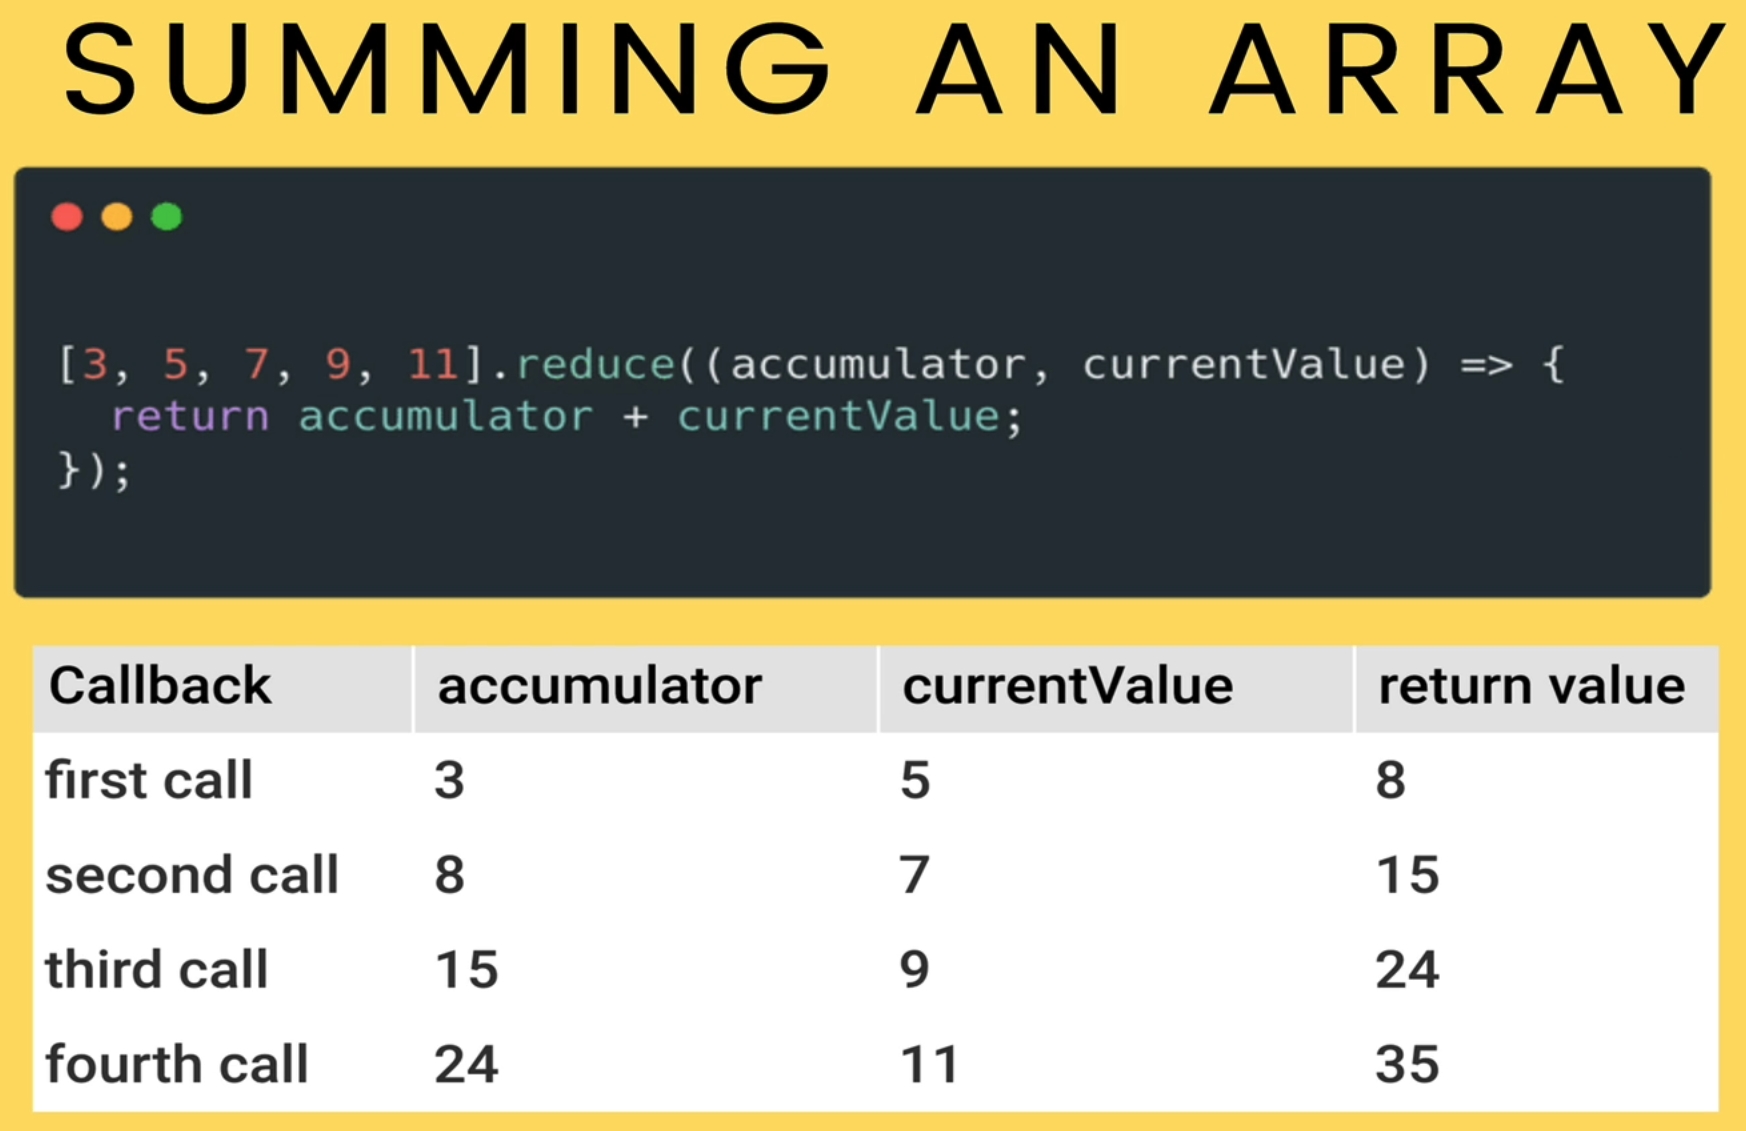 SUMMING AN ARRAY
[3, 5, 7, 9, 11].reduce((accumulator, currentValue) => {
  return accumulator + currentValue;
});
Callback accumulator currentValue return value
first call 3 5 8
second call 8 7 15
third call 15 9 24
fourth call 24 11 35